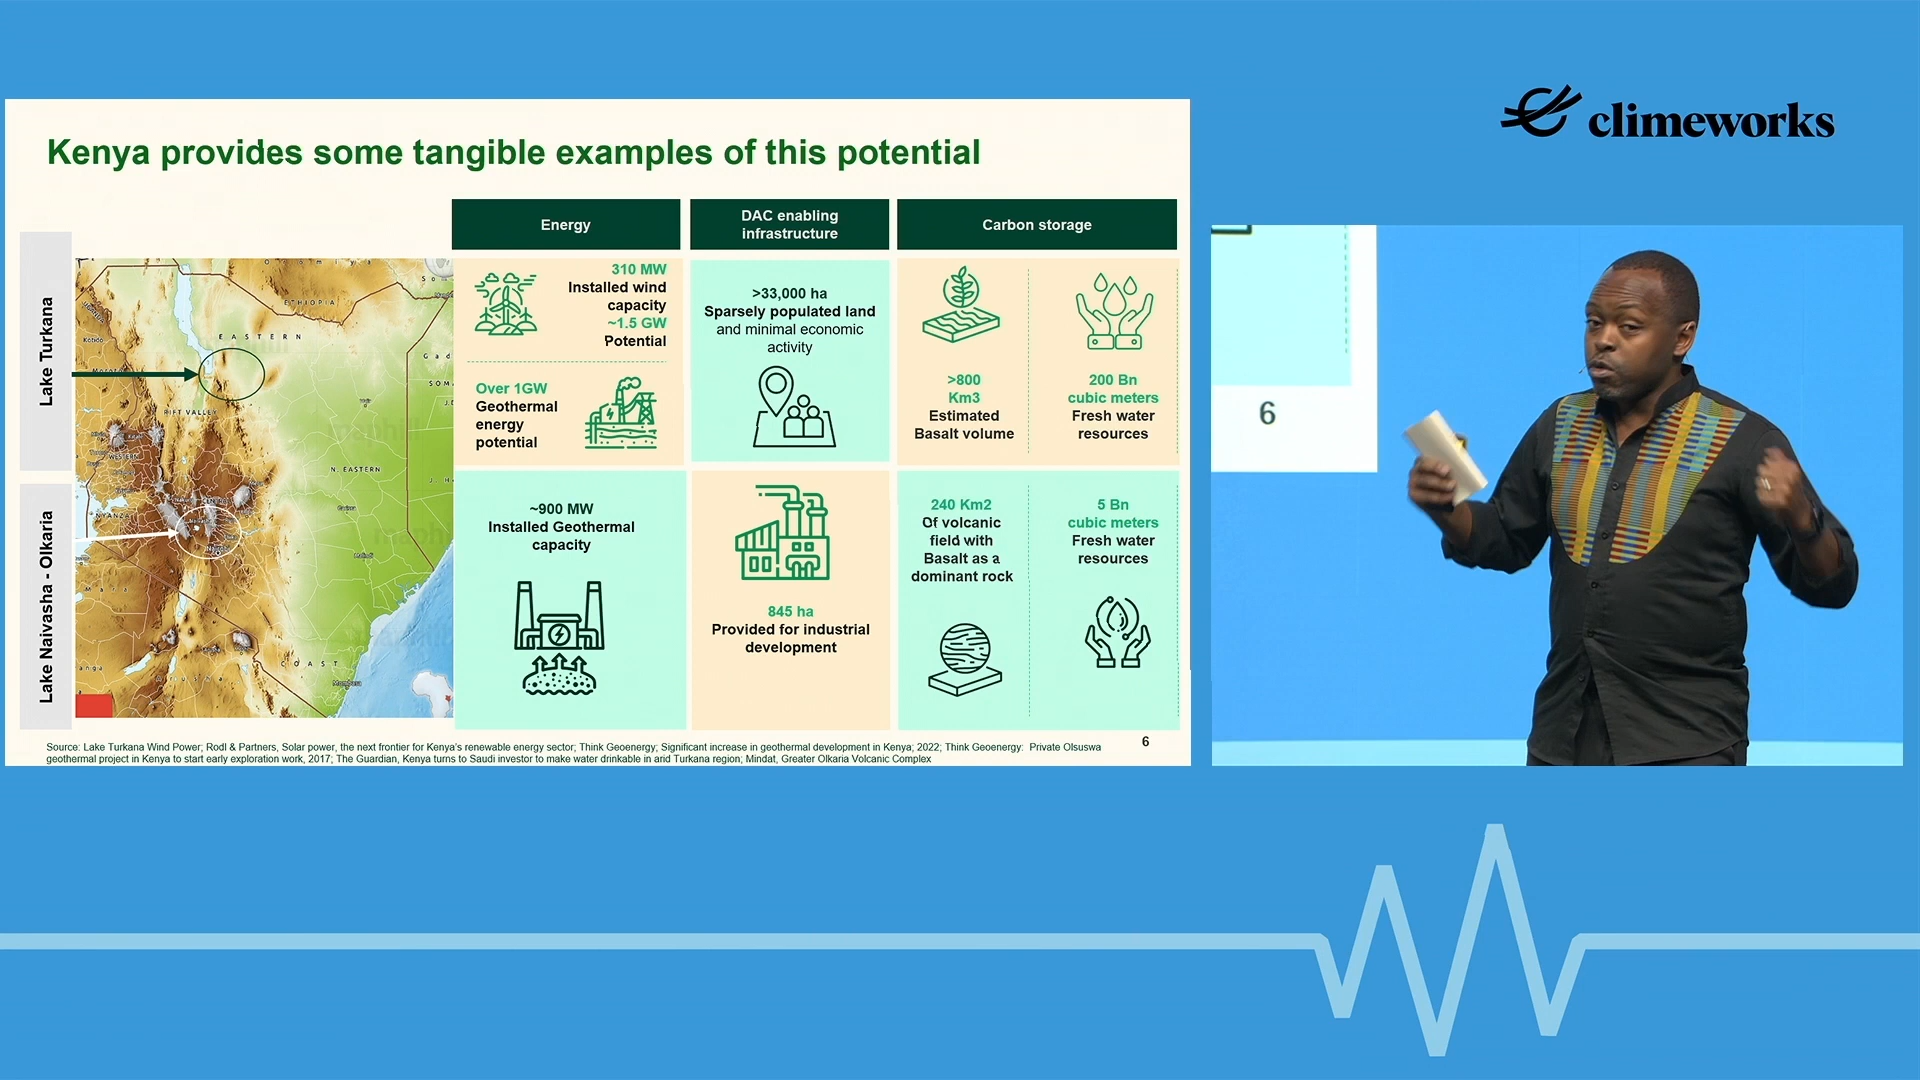 climeworks
Kenya provides some tangible examples of this potential
Energy
DAC enabling
infrastructure
Carbon storage
Lake Turkana
310 MW
Installed wind
capacity
~1.5 GW
Potential
Over 1GW
Geothermal
energy
potential
>33,000 ha
Sparsely populated land
and minimal economic
activity
>800
Km3
Estimated
Basalt volume
200 Bn
cubic meters
Fresh water
resources
Lake Naivasha - Olkaria
~900 MW
Installed Geothermal
capacity
845 ha
Provided for industrial
development
240 Km2
Of volcanic
field with
Basalt as a
dominant rock
5 Bn
cubic meters
Fresh water
resources
ETHIOPIA
EASTERN
RIFT VALLEY
N. EASTERN
COAST
Source: Lake Turkana Wind Power; Rodl & Partners, Solar power, the next frontier for Kenya's renewable energy sector; Think Geoenergy; Significant increase in geothermal development in Kenya; 2022; Think Geoenergy: Private Olsuswa
geothermal project in Kenya to start early exploration work, 2017; The Guardian, Kenya turns to Saudi investor to make water drinkable in arid Turkana region; Mindat, Greater Olkaria Volcanic Complex
6
6